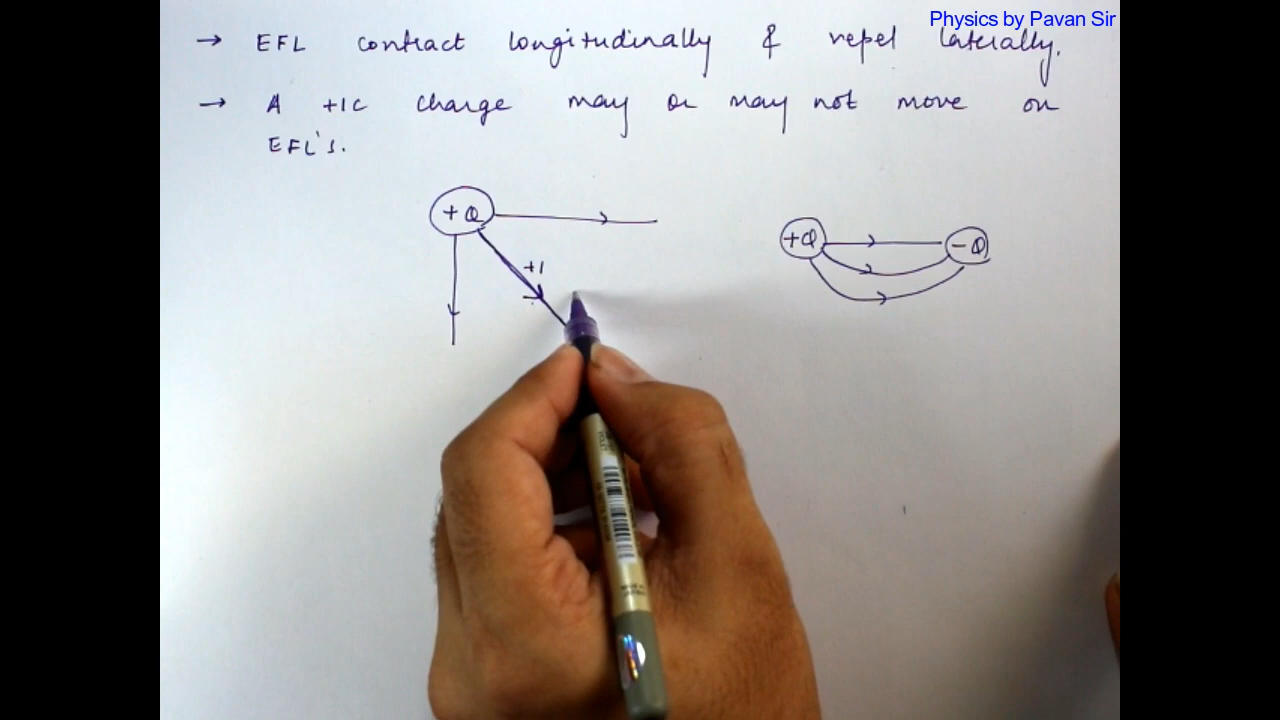 Physics by Pavan Sir
→ EFL contract longitudinally & repel laterally.
→ A +1C charge may or may not move on
EFL's.
+Q
+1
+Q
-Q